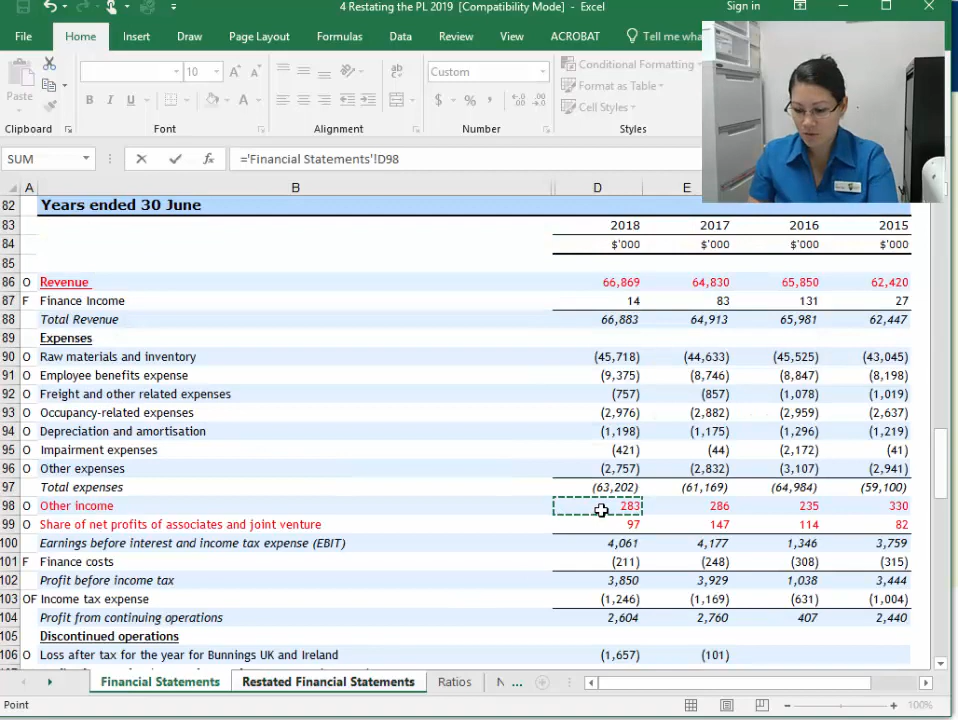 4 Restating the PL 2019 [Compatibility Mode] - Excel
Sign in
File Home Insert Draw Page Layout Formulas Data Review View ACROBAT Tell me wha
Paste
10 A A
ab
Custom
Conditional Formatting
Format as Table
B I U
A
$ % ,
Cell Styles
Clipboard Font Alignment Number Styles
SUM fx ='Financial Statements'!D98
A B D E
82 Years ended 30 June
83 2018 2017 2016 2015
84 $'000 $'000 $'000 $'000
85
86 O Revenue 66,869 64,830 65,850 62,420
87 F Finance Income 14 83 131 27
88 Total Revenue 66,883 64,913 65,981 62,447
89 Expenses
90 O Raw materials and inventory (45,718) (44,633) (45,525) (43,045)
91 O Employee benefits expense (9,375) (8,746) (8,847) (8,198)
92 O Freight and other related expenses (757) (857) (1,078) (1,019)
93 O Occupancy-related expenses (2,976) (2,882) (2,959) (2,637)
94 O Depreciation and amortisation (1,198) (1,175) (1,296) (1,219)
95 O Impairment expenses (421) (44) (2,172) (41)
96 O Other expenses (2,757) (2,832) (3,107) (2,941)
97 Total expenses (63,202) (61,169) (64,984) (59,100)
98 O Other income 283 286 235 330
99 O Share of net profits of associates and joint venture 97 147 114 82
100 Earnings before interest and income tax expense (EBIT) 4,061 4,177 1,346 3,759
101 F Finance costs (211) (248) (308) (315)
102 Profit before income tax 3,850 3,929 1,038 3,444
103 OF Income tax expense (1,246) (1,169) (631) (1,004)
104 Profit from continuing operations 2,604 2,760 407 2,440
105 Discontinued operations
106 O Loss after tax for the year for Bunnings UK and Ireland (1,657) (101)
Financial Statements Restated Financial Statements Ratios N ...
Point 100%